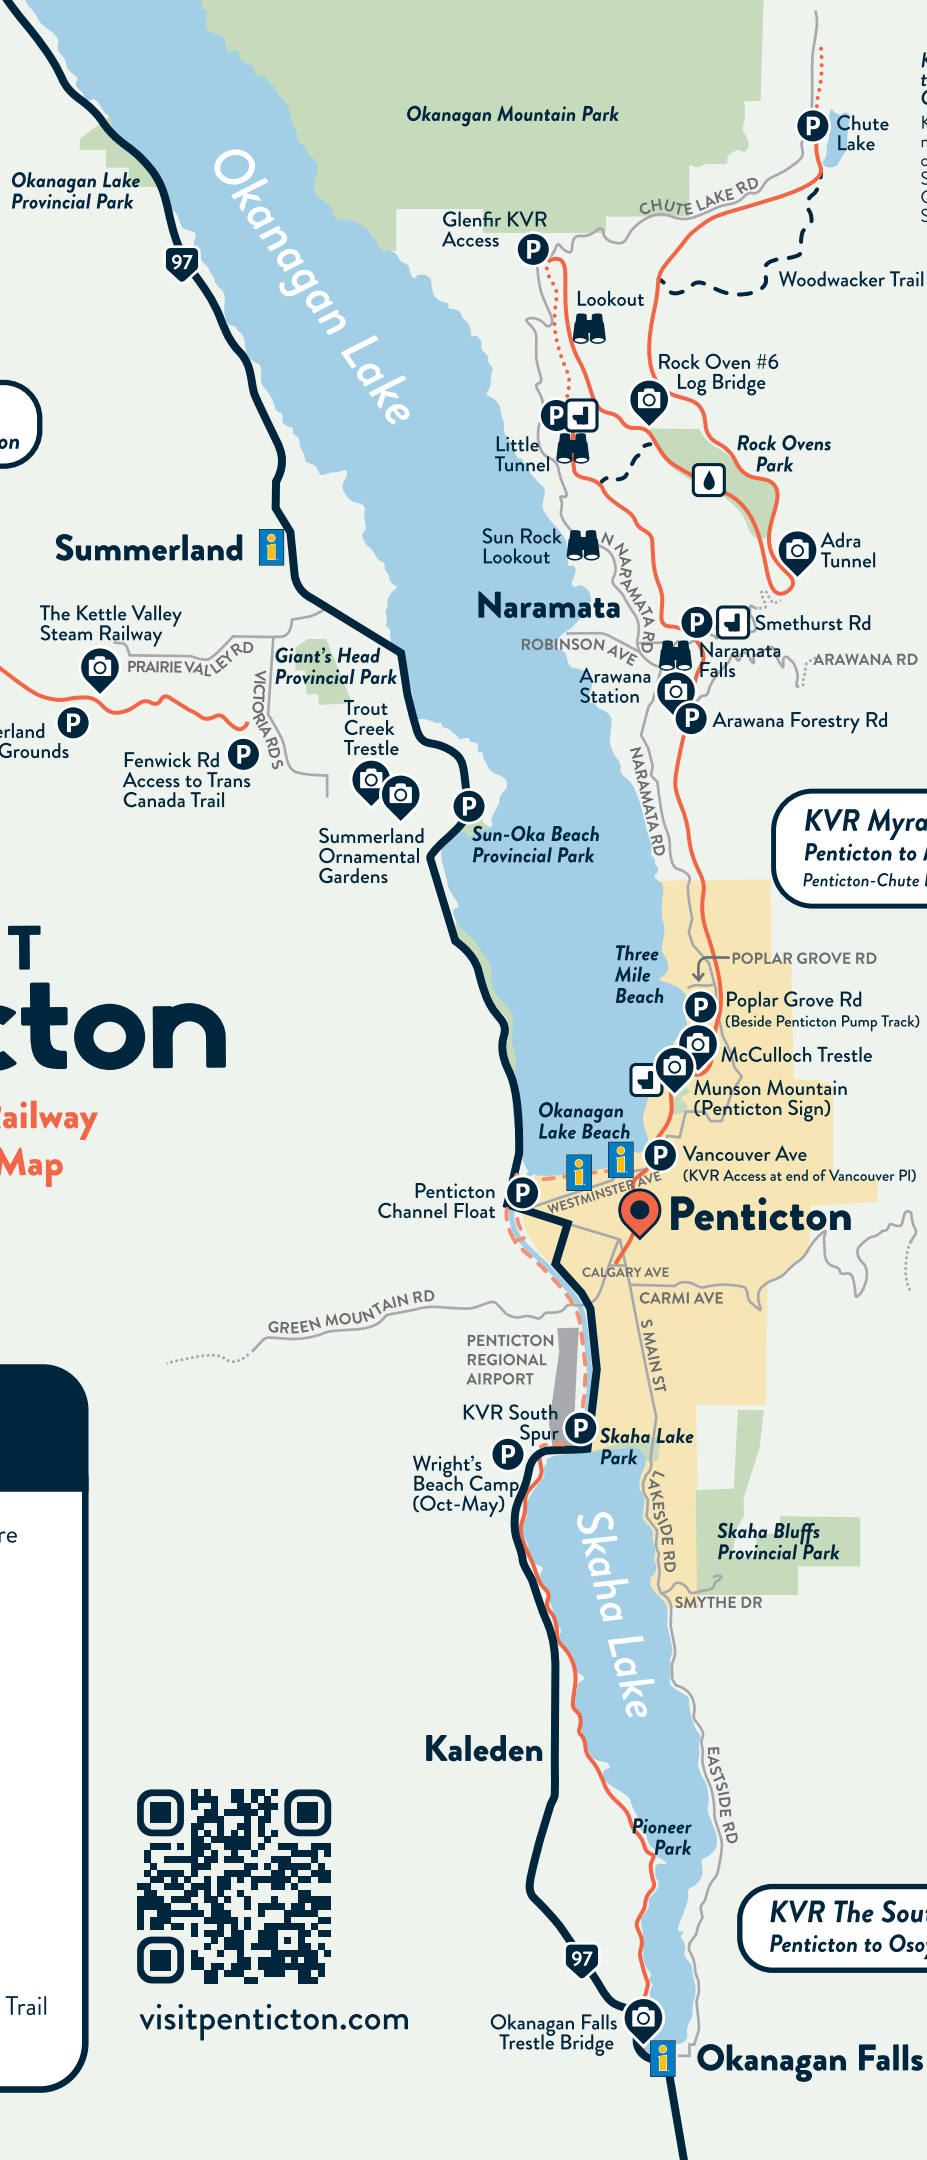 Okanagan Mountain Park
Chute
Lake
Okanagan Lake
Provincial Park
Okanagan Lake
CHUTE LAKE RD
Glenfir KVR
Access
97
Woodwacker Trail
Lookout
Rock Oven #6
Log Bridge
Little
Tunnel
Rock Ovens
Park
on
Summerland
Sun Rock
Lookout
N NARAMATA RD
Adra
Tunnel
Naramata
The Kettle Valley
Steam Railway
PRAIRIE VALLEY RD
Smethurst Rd
ROBINSON AVE
Giant's Head
Provincial Park
Naramata
Falls
ARAWANA RD
Arawana
Station
VICTORIA RD S
Trout
Creek
Trestle
Arawana Forestry Rd
erland
Grounds
Fenwick Rd
Access to Trans
Canada Trail
NARAMATA RD
Summerland
Ornamental
Gardens
Sun-Oka Beach
Provincial Park
KVR Myra
Penticton to
Penticton-Chute
T
cton
Railway
Map
Three
Mile
Beach
POPLAR GROVE RD
Poplar Grove Rd
(Beside Penticton Pump Track)
McCulloch Trestle
Munson Mountain
(Penticton Sign)
Okanagan
Lake Beach
Vancouver Ave
(KVR Access at end of Vancouver Pl)
Penticton
Channel Float
WESTMINSTER AVE
Penticton
CALGARY AVE
CARMI AVE
GREEN MOUNTAIN RD
S MAIN ST
PENTICTON
REGIONAL
AIRPORT
KVR South
Spur
Skaha Lake
Park
Wright's
Beach Camp
(Oct-May)
LAKESIDE RD
Skaha Lake
Skaha Bluffs
Provincial Park
re
SMYTHE DR
Kaleden
EASTSIDE RD
Pioneer
Park
KVR The Sou
Penticton to Oso
97
Trail
visitpenticton.com
Okanagan Falls
Trestle Bridge
Okanagan Falls